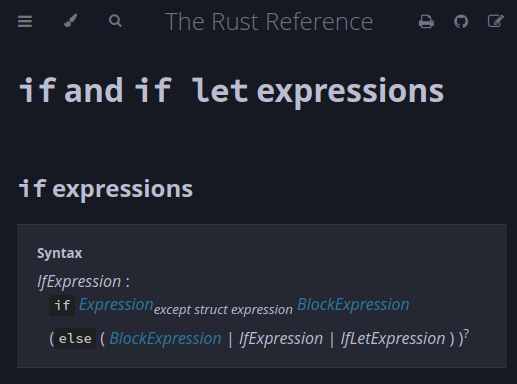 The Rust Reference
if and if let expressions
if expressions
Syntax
IfExpression :
if Expression except struct expression BlockExpression
( else ( BlockExpression | IfExpression | IfLetExpression ) )?